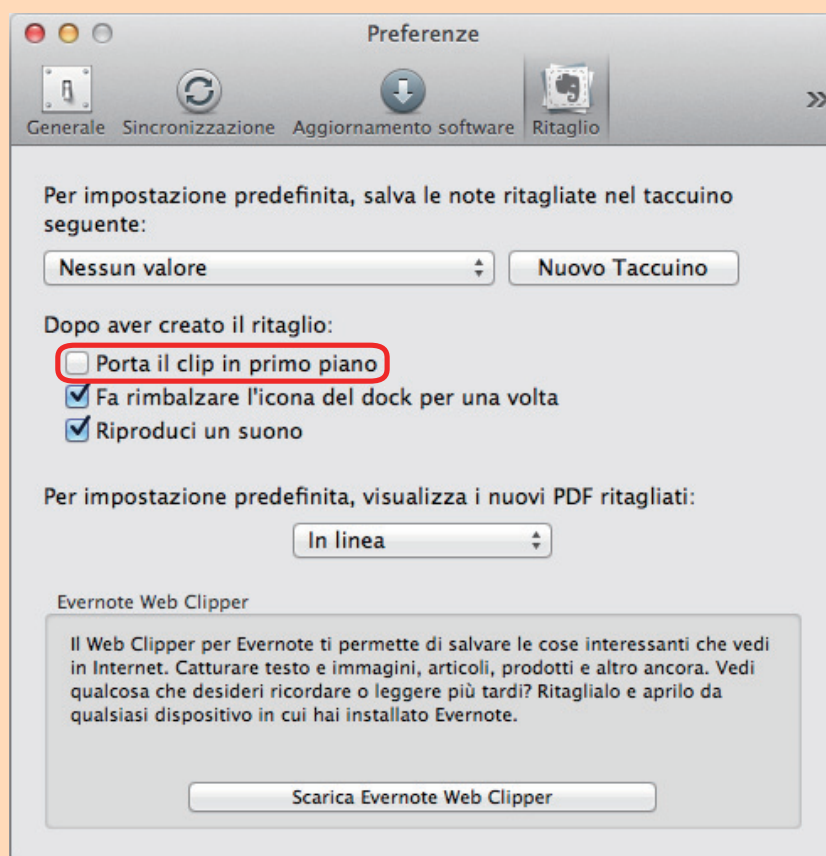 Preferenze
Generale Sincronizzazione Aggiornamento software Ritaglio
Per impostazione predefinita, salva le note ritagliate nel taccuino
seguente:
Nessun valore Nuovo Taccuino
Dopo aver creato il ritaglio:
Porta il clip in primo piano
Fa rimbalzare l'icona del dock per una volta
Riproduci un suono
Per impostazione predefinita, visualizza i nuovi PDF ritagliati:
In linea
Evernote Web Clipper
Il Web Clipper per Evernote ti permette di salvare le cose interessanti che vedi
in Internet. Catturare testo e immagini, articoli, prodotti e altro ancora. Vedi
qualcosa che desideri ricordare o leggere più tardi? Ritaglialo e aprilo da
qualsiasi dispositivo in cui hai installato Evernote.
Scarica Evernote Web Clipper